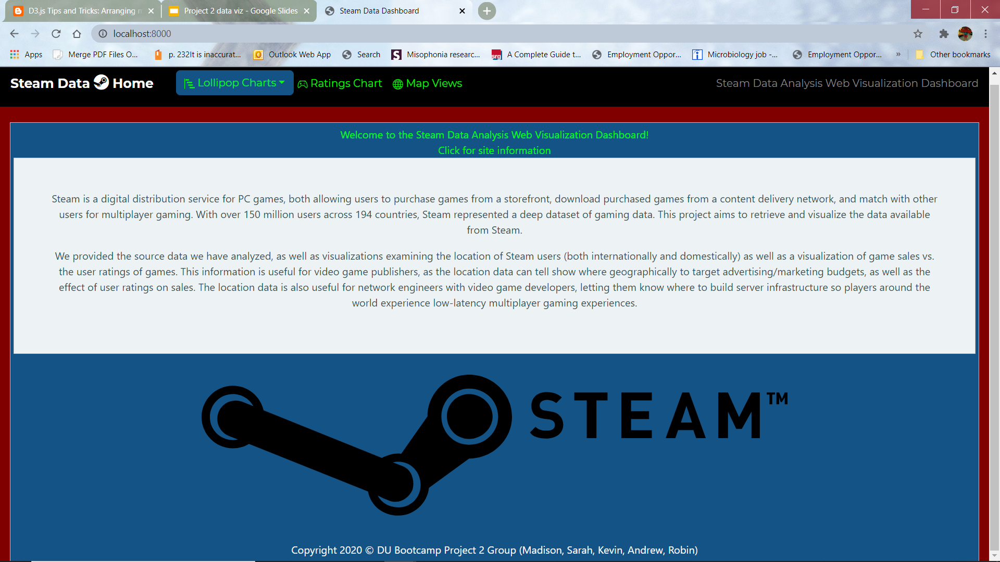 D3.js Tips and Tricks: Arranging
Project 2 data viz - Google Slides
Steam Data Dashboard
localhost:8000
Apps
Merge PDF Files O...
p. 232It is inaccurat...
Outlook Web App
Search
Misophonia researc...
srg
A Complete Guide t...
Employment Oppor...
Microbiology job -...
Employment Oppor...
»
Other bookmarks
Steam Data Home
Lollipop Charts
Ratings Chart
Map Views
Steam Data Analysis Web Visualization Dashboard
Welcome to the Steam Data Analysis Web Visualization Dashboard!
Click for site information
Steam is a digital distribution service for PC games, both allowing users to purchase games from a storefront, download purchased games from a content delivery network, and match with other
users for multiplayer gaming. With over 150 million users across 194 countries, Steam represented a deep dataset of gaming data. This project aims to retrieve and visualize the data available
from Steam.
We provided the source data we have analyzed, as well as visualizations examining the location of Steam users (both internationally and domestically) as well as a visualization of game sales vs.
the user ratings of games. This information is useful for video game publishers, as the location data can tell show where geographically to target advertising/marketing budgets, as well as the
effect of user ratings on sales. The location data is also useful for network engineers with video game developers, letting them know where to build server infrastructure so players around the
world experience low-latency multiplayer gaming experiences.
STEAM™
Copyright 2020 © DU Bootcamp Project 2 Group (Madison, Sarah, Kevin, Andrew, Robin)